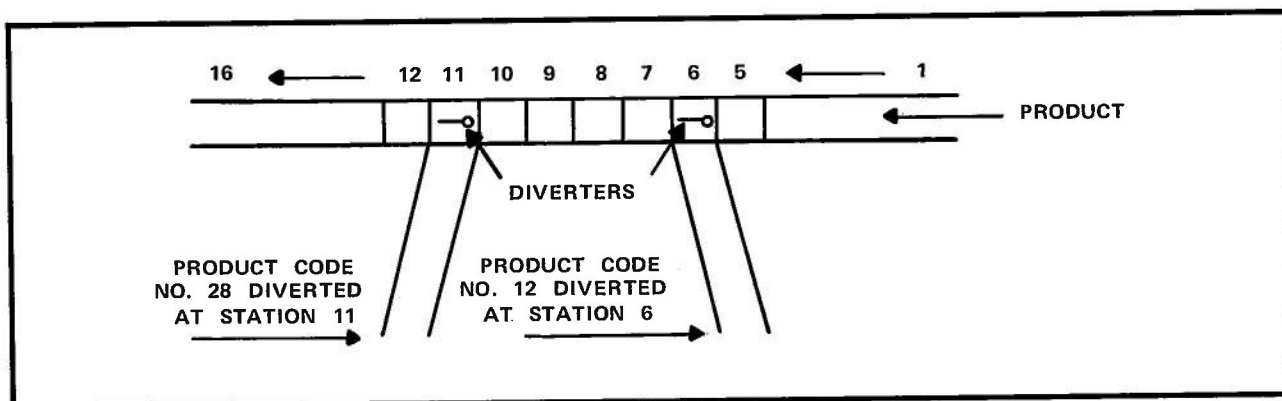 16 12 11 10 9 8 7 6 5 1
PRODUCT
DIVERTERS
PRODUCT CODE
NO. 28 DIVERTED
AT STATION 11
PRODUCT CODE
NO. 12 DIVERTED
AT STATION 6